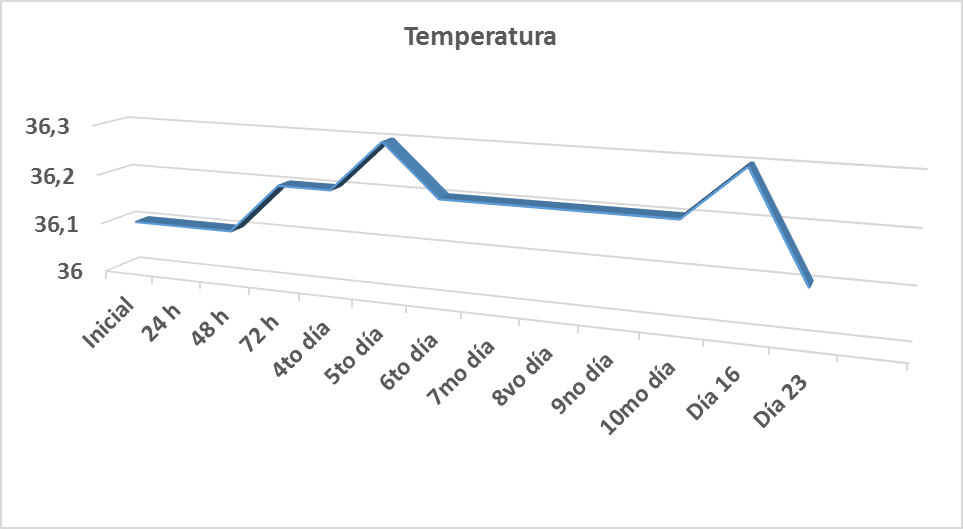 Temperatura
36,3
36,2
36,1
36
Inicial
24 h
48 h
72 h
4to día
5to día
6to día
7mo día
8vo día
9no día
10mo día
Día 16
Día 23